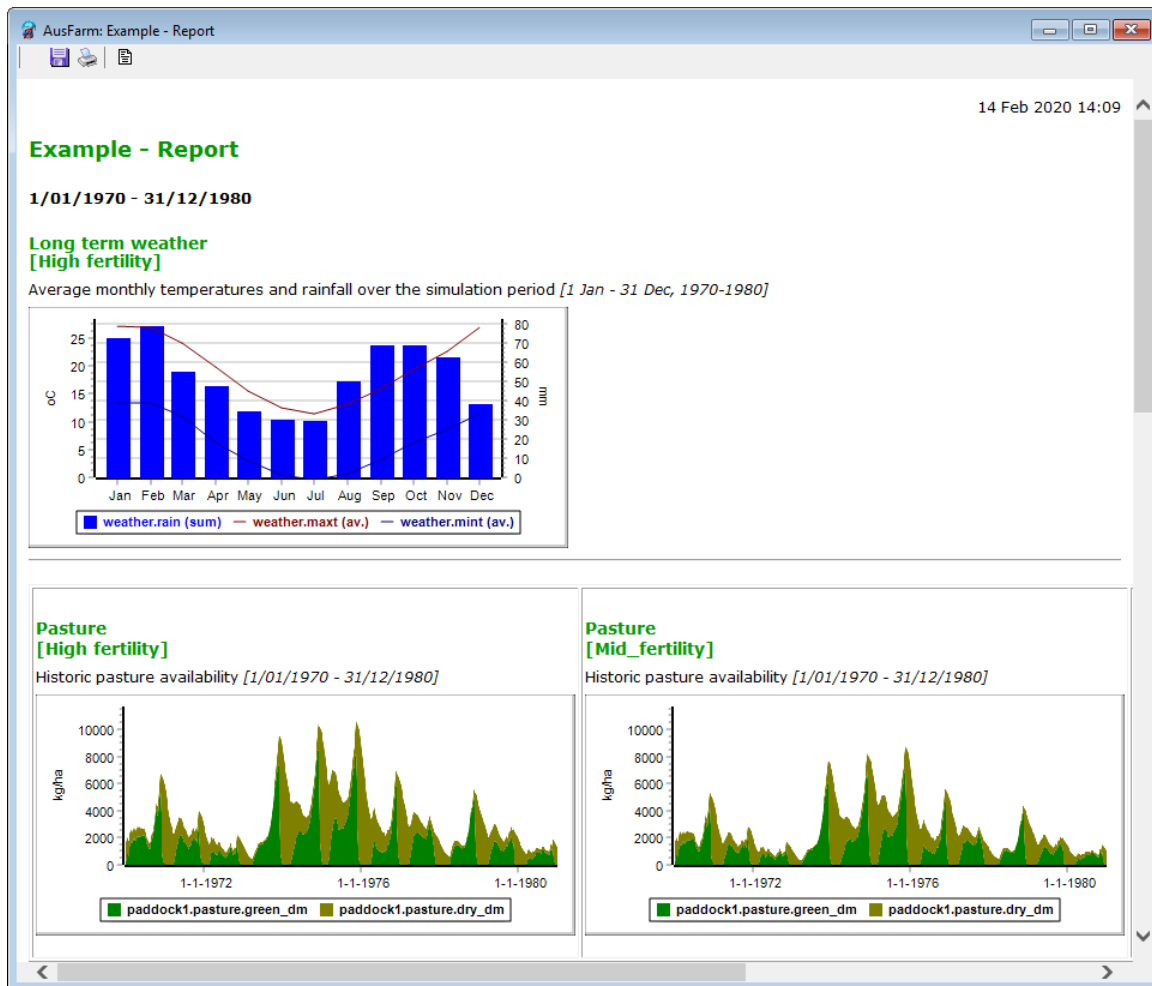 AusFarm: Example - Report
14 Feb 2020 14:09
Example - Report
1/01/1970 - 31/12/1980
Long term weather
[High fertility]
Average monthly temperatures and rainfall over the simulation period [1 Jan - 31 Dec, 1970-1980]
25
20
15
10
5
0
oC
80
70
60
50
40
30
20
10
0
mm
Jan Feb Mar Apr May Jun Jul Aug Sep Oct Nov Dec
weather.rain (sum) weather.maxt (av.) weather.mint (av.)
Pasture
[High fertility]
Historic pasture availability [1/01/1970 - 31/12/1980]
10000
8000
6000
4000
2000
0
kg/ha
1-1-1972 1-1-1976 1-1-1980
paddock1.pasture.green_dm paddock1.pasture.dry_dm
Pasture
[Mid_fertility]
Historic pasture availability [1/01/1970 - 31/12/1980]
10000
8000
6000
4000
2000
0
kg/ha
1-1-1972 1-1-1976 1-1-1980
paddock1.pasture.green_dm paddock1.pasture.dry_dm